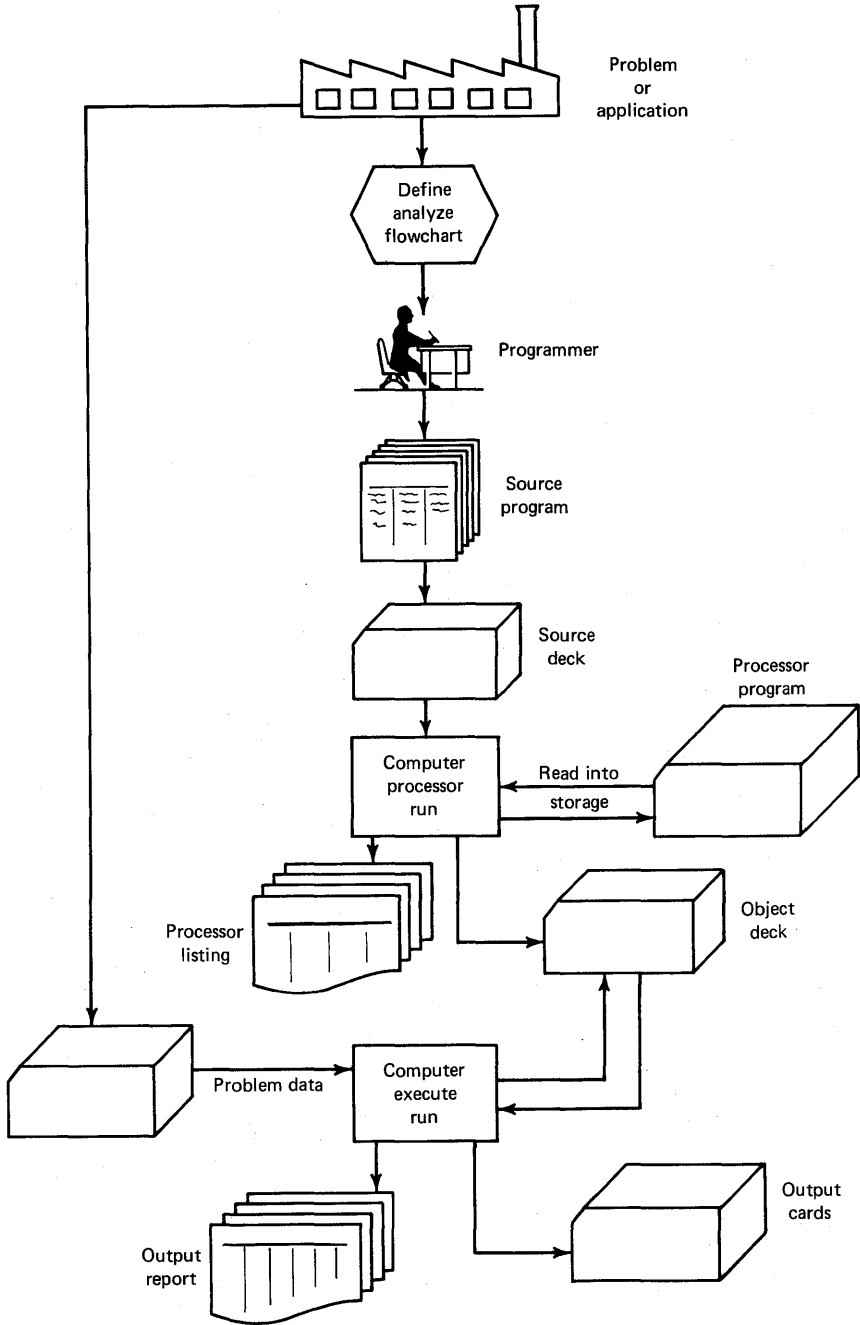 Problem
or
application
Define
analyze
flowchart
Programmer
Source
program
Source
deck
Processor
program
Computer
processor
run
Read into
storage
Processor
listing
Object
deck
Problem data
Computer
execute
run
Output
cards
Output
report